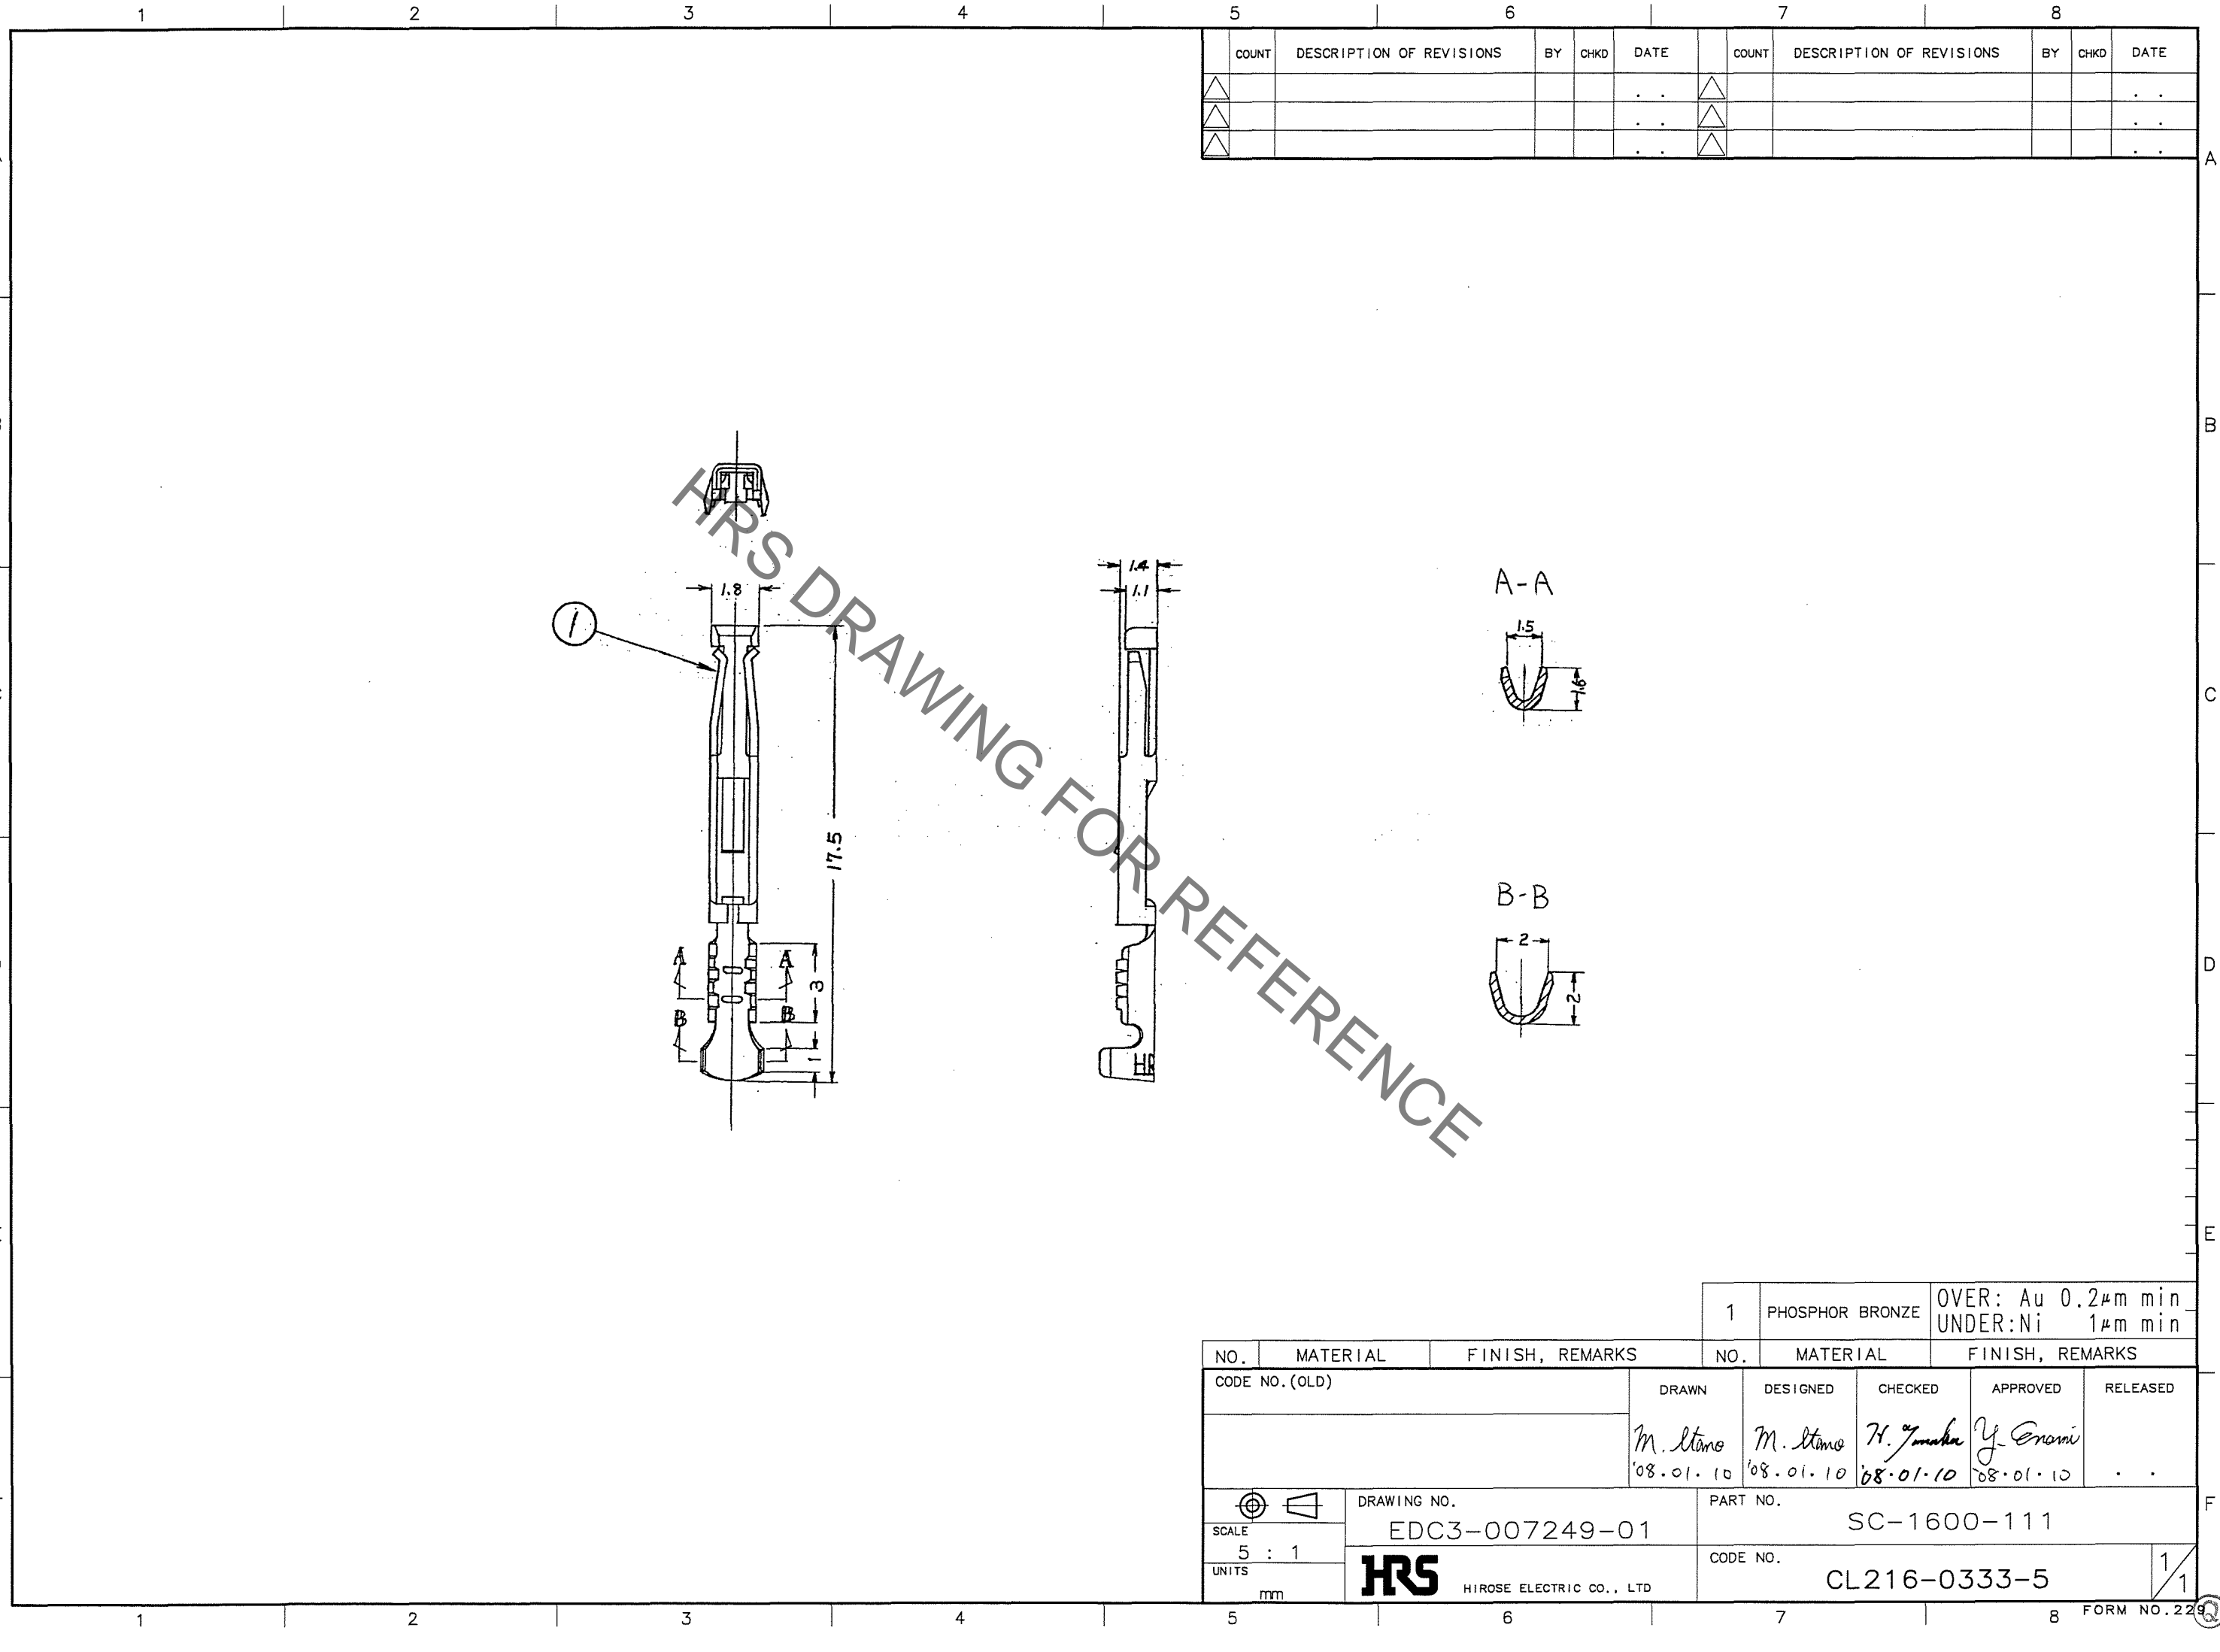 1 2 3 4 5 6 7 8
COUNT DESCRIPTION OF REVISIONS BY CHKD DATE COUNT DESCRIPTION OF REVISIONS BY CHKD DATE
. . . .
. . . .
. . . .
A
B
C
D
E
F
HRS DRAWING FOR REFERENCE
1
1.8
17.5
A A
3
B B
1
1.4
1.1
HR
A-A
1.5
1.6
B-B
2
2
1 PHOSPHOR BRONZE OVER: Au 0.2μm min
UNDER:Ni 1μm min
NO. MATERIAL FINISH, REMARKS NO. MATERIAL FINISH, REMARKS
CODE NO.(OLD) DRAWN DESIGNED CHECKED APPROVED RELEASED
M. Itano M. Itano H. Y. Enami
'08.01.10 '08.01.10 '08.01.10 '08.01.10 . .
DRAWING NO. PART NO.
EDC3-007249-01 SC-1600-111
SCALE
5 : 1
UNITS
mm
HRS HIROSE ELECTRIC CO., LTD
CODE NO.
CL216-0333-5 1/1
1 2 3 4 5 6 7 8
FORM NO.229 Q